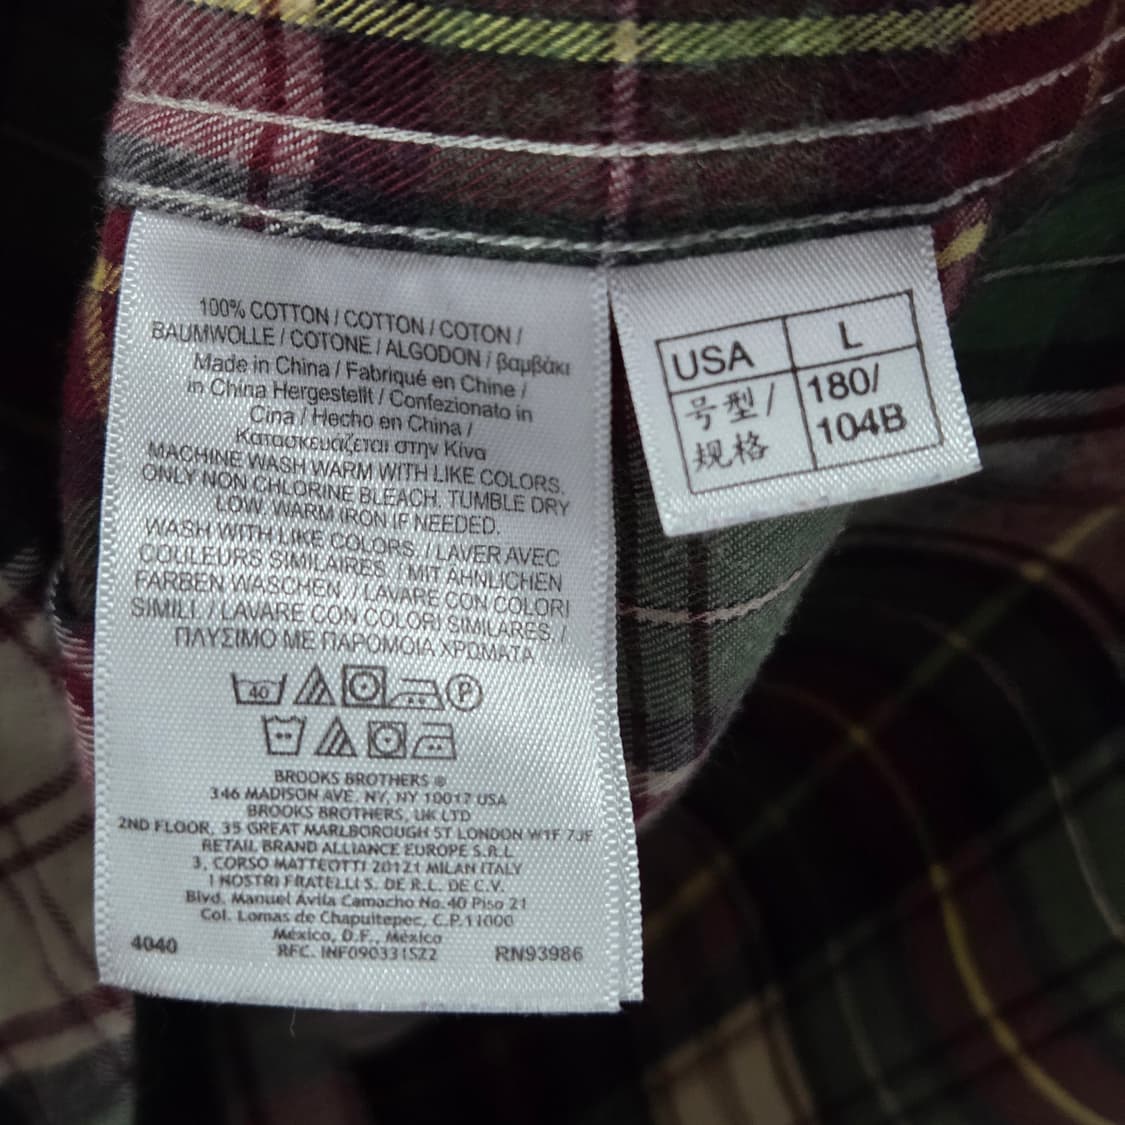 100% COTTON / COTTON / COTON /
BAUMWOLLE / COTONE / ALGODON / βαμβάκι
Made in China / Fabriqué en Chine /
in China Hergestellt / Confezionato in
Cina / Hecho en China /
Κατασκευάζεται στην Κίνα
MACHINE WASH WARM WITH LIKE COLORS.
ONLY NON CHLORINE BLEACH. TUMBLE DRY
LOW. WARM IRON IF NEEDED.
WASH WITH LIKE COLORS. / LAVER AVEC
COULEURS SIMILAIRES. / MIT ÄHNLICHEN
FARBEN WASCHEN. / LAVARE CON COLORI
SIMILI. / LAVARE CON COLORI SIMILARES. /
ΠΛΥΣΙΜΟ ΜΕ ΠΑΡΟΜΟΙΑ ΧΡΩΜΑΤΑ
40 P
BROOKS BROTHERS ®
346 MADISON AVE. NY, NY 10017 USA
BROOKS BROTHERS, UK LTD
2ND FLOOR, 35 GREAT MARLBOROUGH ST LONDON W1F 7JF
RETAIL BRAND ALLIANCE EUROPE S.R.L
3, CORSO MATTEOTTI 20121 MILAN ITALY
I NOSTRI FRATELLI S. DE R.L. DE C.V.
Blvd. Manuel Ávila Camacho No.40 Piso 21
Col. Lomas de Chapultepec, C.P.11000
México, D.F., México
RFC. INF090331SZ2
4040
RN93986
USA L
号型/ 180/
规格 104B